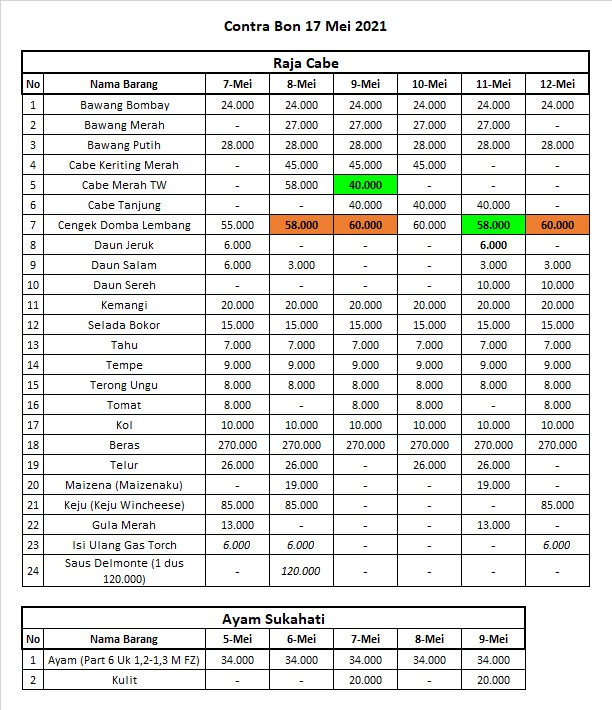 Contra Bon 17 Mei 2021
Raja Cabe
No Nama Barang 7-Mei 8-Mei 9-Mei 10-Mei 11-Mei 12-Mei
1 Bawang Bombay 24.000 24.000 24.000 24.000 24.000 24.000
2 Bawang Merah - 27.000 27.000 27.000 27.000 -
3 Bawang Putih 28.000 28.000 28.000 28.000 28.000 28.000
4 Cabe Keriting Merah - 45.000 45.000 45.000 - -
5 Cabe Merah TW - 58.000 40.000 - - -
6 Cabe Tanjung - - 40.000 40.000 40.000 -
7 Cengek Domba Lembang 55.000 58.000 60.000 60.000 58.000 60.000
8 Daun Jeruk 6.000 - - - 6.000 -
9 Daun Salam 6.000 3.000 - - 3.000 3.000
10 Daun Sereh - - - - 10.000 10.000
11 Kemangi 20.000 20.000 20.000 20.000 20.000 20.000
12 Selada Bokor 15.000 15.000 15.000 15.000 15.000 15.000
13 Tahu 7.000 7.000 7.000 7.000 7.000 7.000
14 Tempe 9.000 9.000 9.000 9.000 9.000 9.000
15 Terong Ungu 8.000 8.000 8.000 8.000 8.000 8.000
16 Tomat 8.000 - 8.000 8.000 - 8.000
17 Kol 10.000 10.000 10.000 10.000 10.000 10.000
18 Beras 270.000 270.000 270.000 270.000 270.000 270.000
19 Telur 26.000 26.000 - 26.000 26.000 -
20 Maizena (Maizenaku) - 19.000 - - 19.000 -
21 Keju (Keju Wincheese) 85.000 85.000 - - - 85.000
22 Gula Merah 13.000 - - - 13.000 -
23 Isi Ulang Gas Torch 6.000 6.000 - - - 6.000
24 Saus Delmonte (1 dus
120.000) - 120.000 - - - -
Ayam Sukahati
No Nama Barang 5-Mei 6-Mei 7-Mei 8-Mei 9-Mei
1 Ayam (Part 6 Uk 1,2-1,3 M FZ) 34.000 34.000 34.000 34.000 34.000
2 Kulit - - 20.000 - 20.000